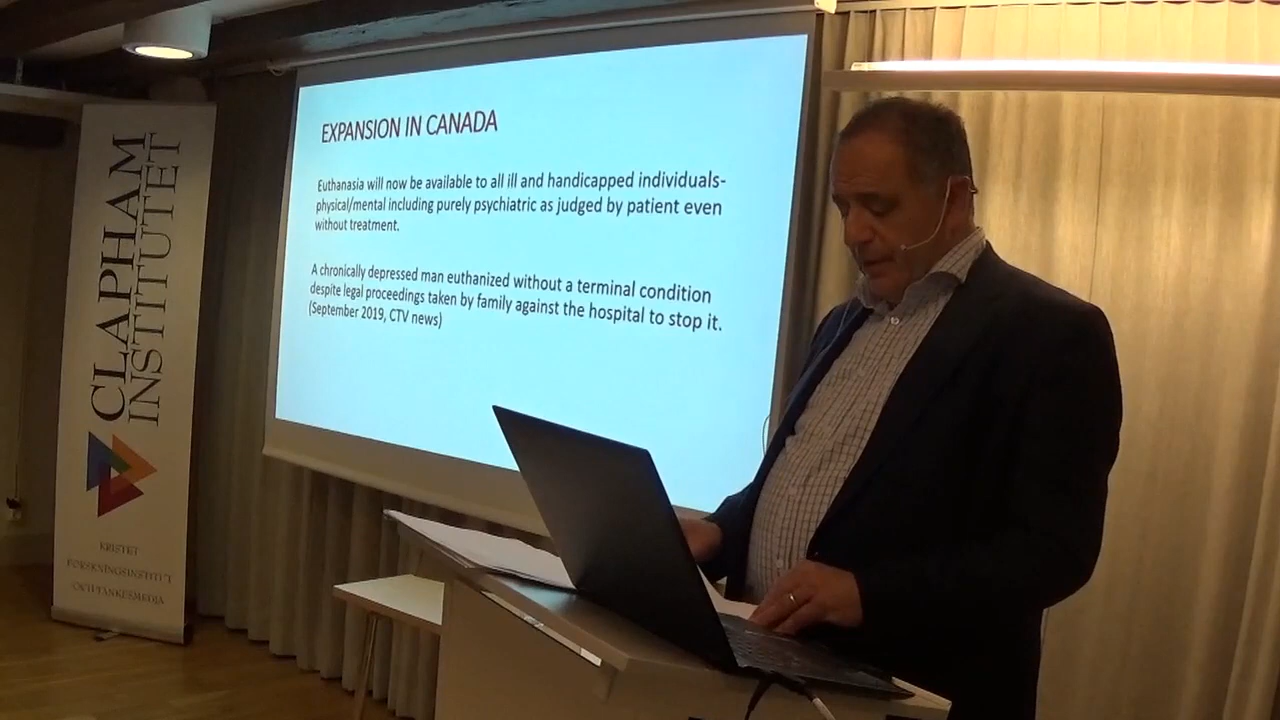 CLAPHAM
INSTITUTET
KRISTET
FORSKNINGSINSTITUT
OCH TANKESMEDJA
EXPANSION IN CANADA
Euthanasia will now be available to all ill and handicapped individuals-
physical/mental including purely psychiatric as judged by patient even
without treatment.
A chronically depressed man euthanized without a terminal condition
despite legal proceedings taken by family against the hospital to stop it.
(September 2019, CTV news)